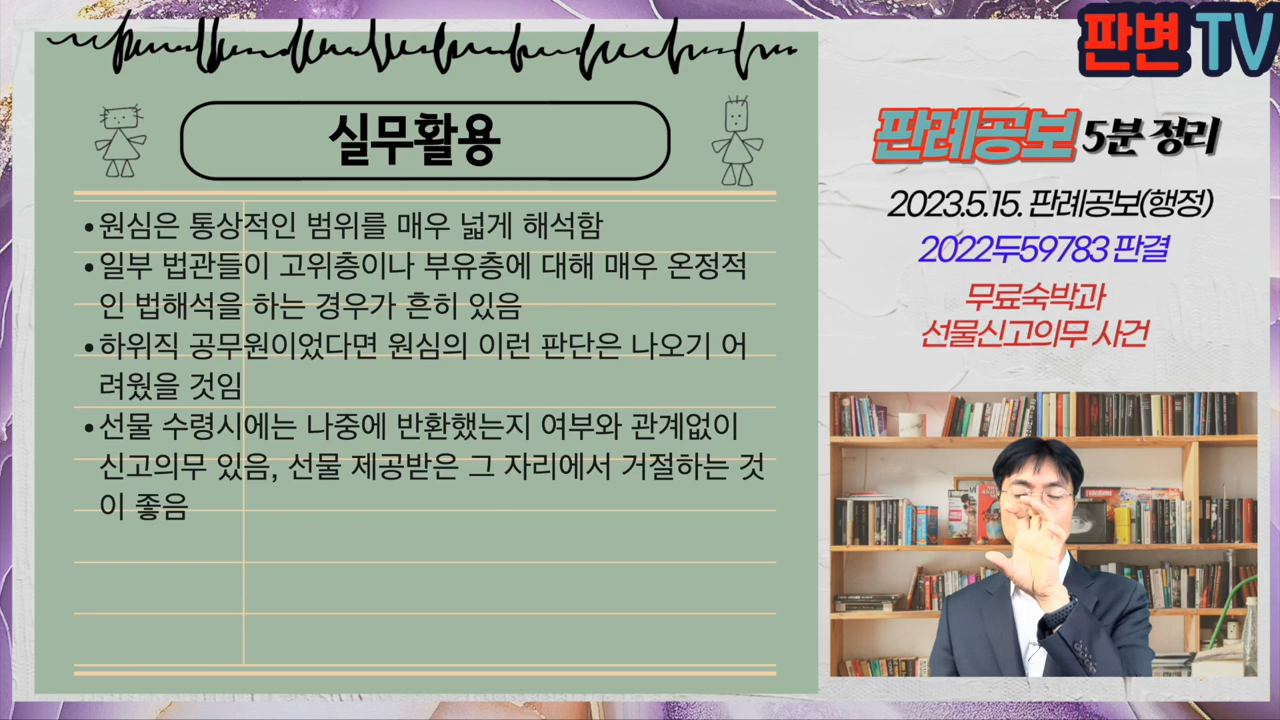 판변 TV
실무활용
•원심은 통상적인 범위를 매우 넓게 해석함
•일부 법관들이 고위층이나 부유층에 대해 매우 온정적
인 법해석을 하는 경우가 흔히 있음
•하위직 공무원이었다면 원심의 이런 판단은 나오기 어
려웠을 것임
•선물 수령시에는 나중에 반환했는지 여부와 관계없이
신고의무 있음, 선물 제공받은 그 자리에서 거절하는 것
이 좋음
판례공보 5분 정리
2023.5.15. 판례공보(행정)
2022두59783 판결
무료숙박과
선물신고의무 사건